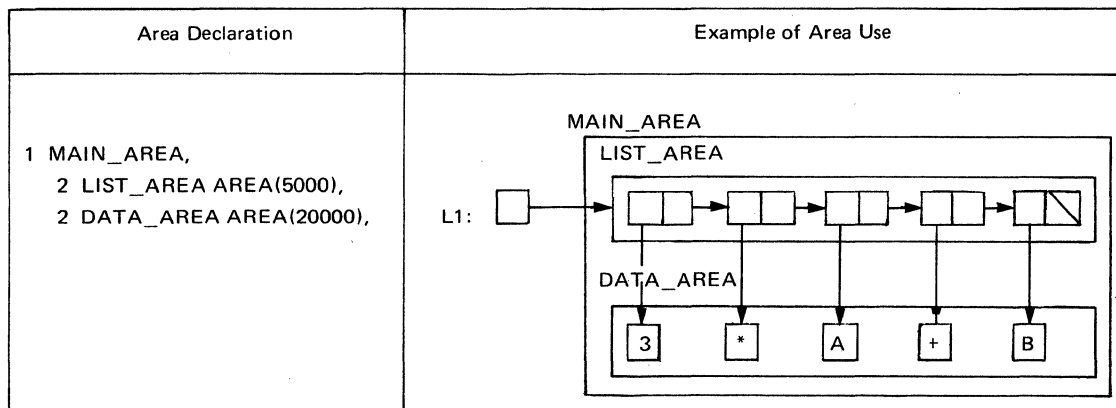 Area Declaration
Example of Area Use
1 MAIN_AREA,
2 LIST_AREA AREA(5000),
2 DATA_AREA AREA(20000),
MAIN_AREA
LIST_AREA
L1:
DATA_AREA
3 * A + B